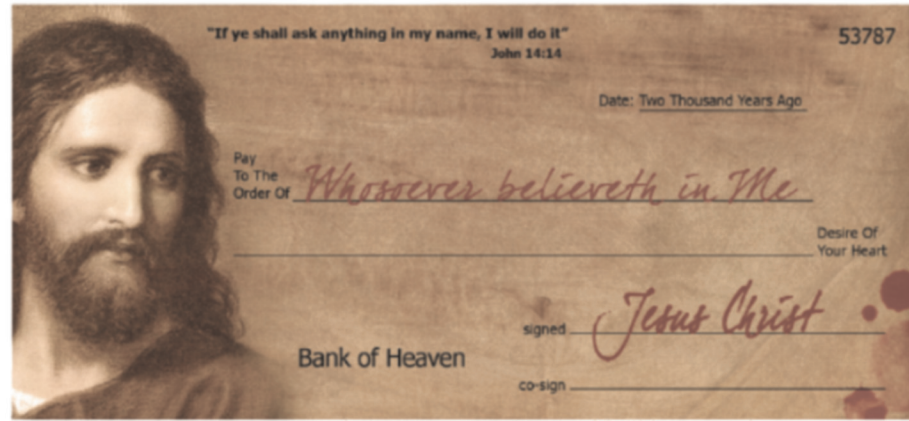 "If ye shall ask anything in my name, I will do it"
John 14:14
53787
Date: Two Thousand Years Ago
Pay
To The
Order Of Whosoever believeth in Me
Desire Of
Your Heart
signed Jesus Christ
Bank of Heaven
co-sign